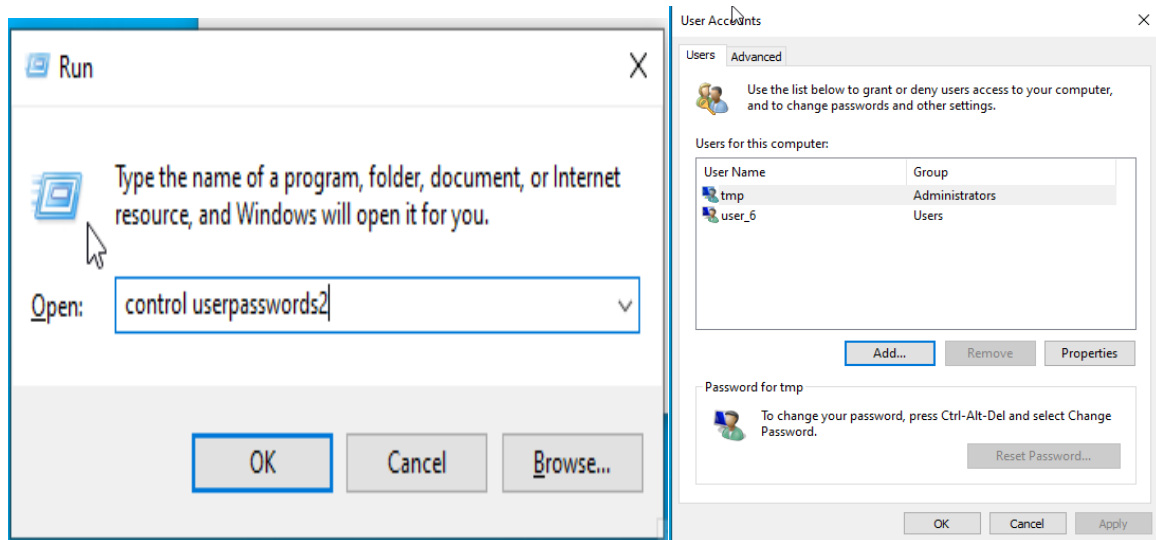 Run
Type the name of a program, folder, document, or Internet
resource, and Windows will open it for you.
Open: control userpasswords2
OK Cancel Browse...
User Accounts
Users Advanced
Use the list below to grant or deny users access to your computer,
and to change passwords and other settings.
Users for this computer:
User Name Group
tmp Administrators
user_6 Users
Add... Remove Properties
Password for tmp
To change your password, press Ctrl-Alt-Del and select Change
Password.
Reset Password...
OK Cancel Apply